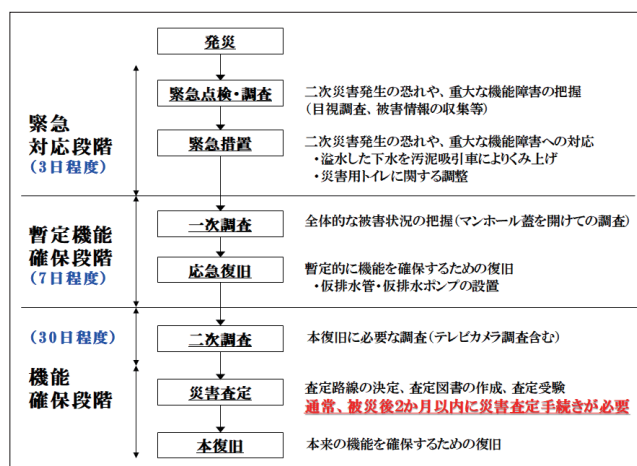 発災
緊急点検・調査
二次災害発生の恐れや、重大な機能障害の把握
(目視調査、被害情報の収集等)
緊急
対応段階
(3日程度)
緊急措置
二次災害発生の恐れや、重大な機能障害への対応
・溢水した下水を汚泥吸引車によりくみ上げ
・災害用トイレに関する調整
暫定機能
確保段階
(7日程度)
一次調査
全体的な被害状況の把握(マンホール蓋を開けての調査)
応急復旧
暫定的に機能を確保するための復旧
・仮排水管・仮排水ポンプの設置
(30日程度)
二次調査
本復旧に必要な調査(テレビカメラ調査含む)
機能
確保段階
災害査定
査定路線の決定、査定図書の作成、査定受験
通常、被災後2か月以内に災害査定手続きが必要
本復旧
本来の機能を確保するための復旧